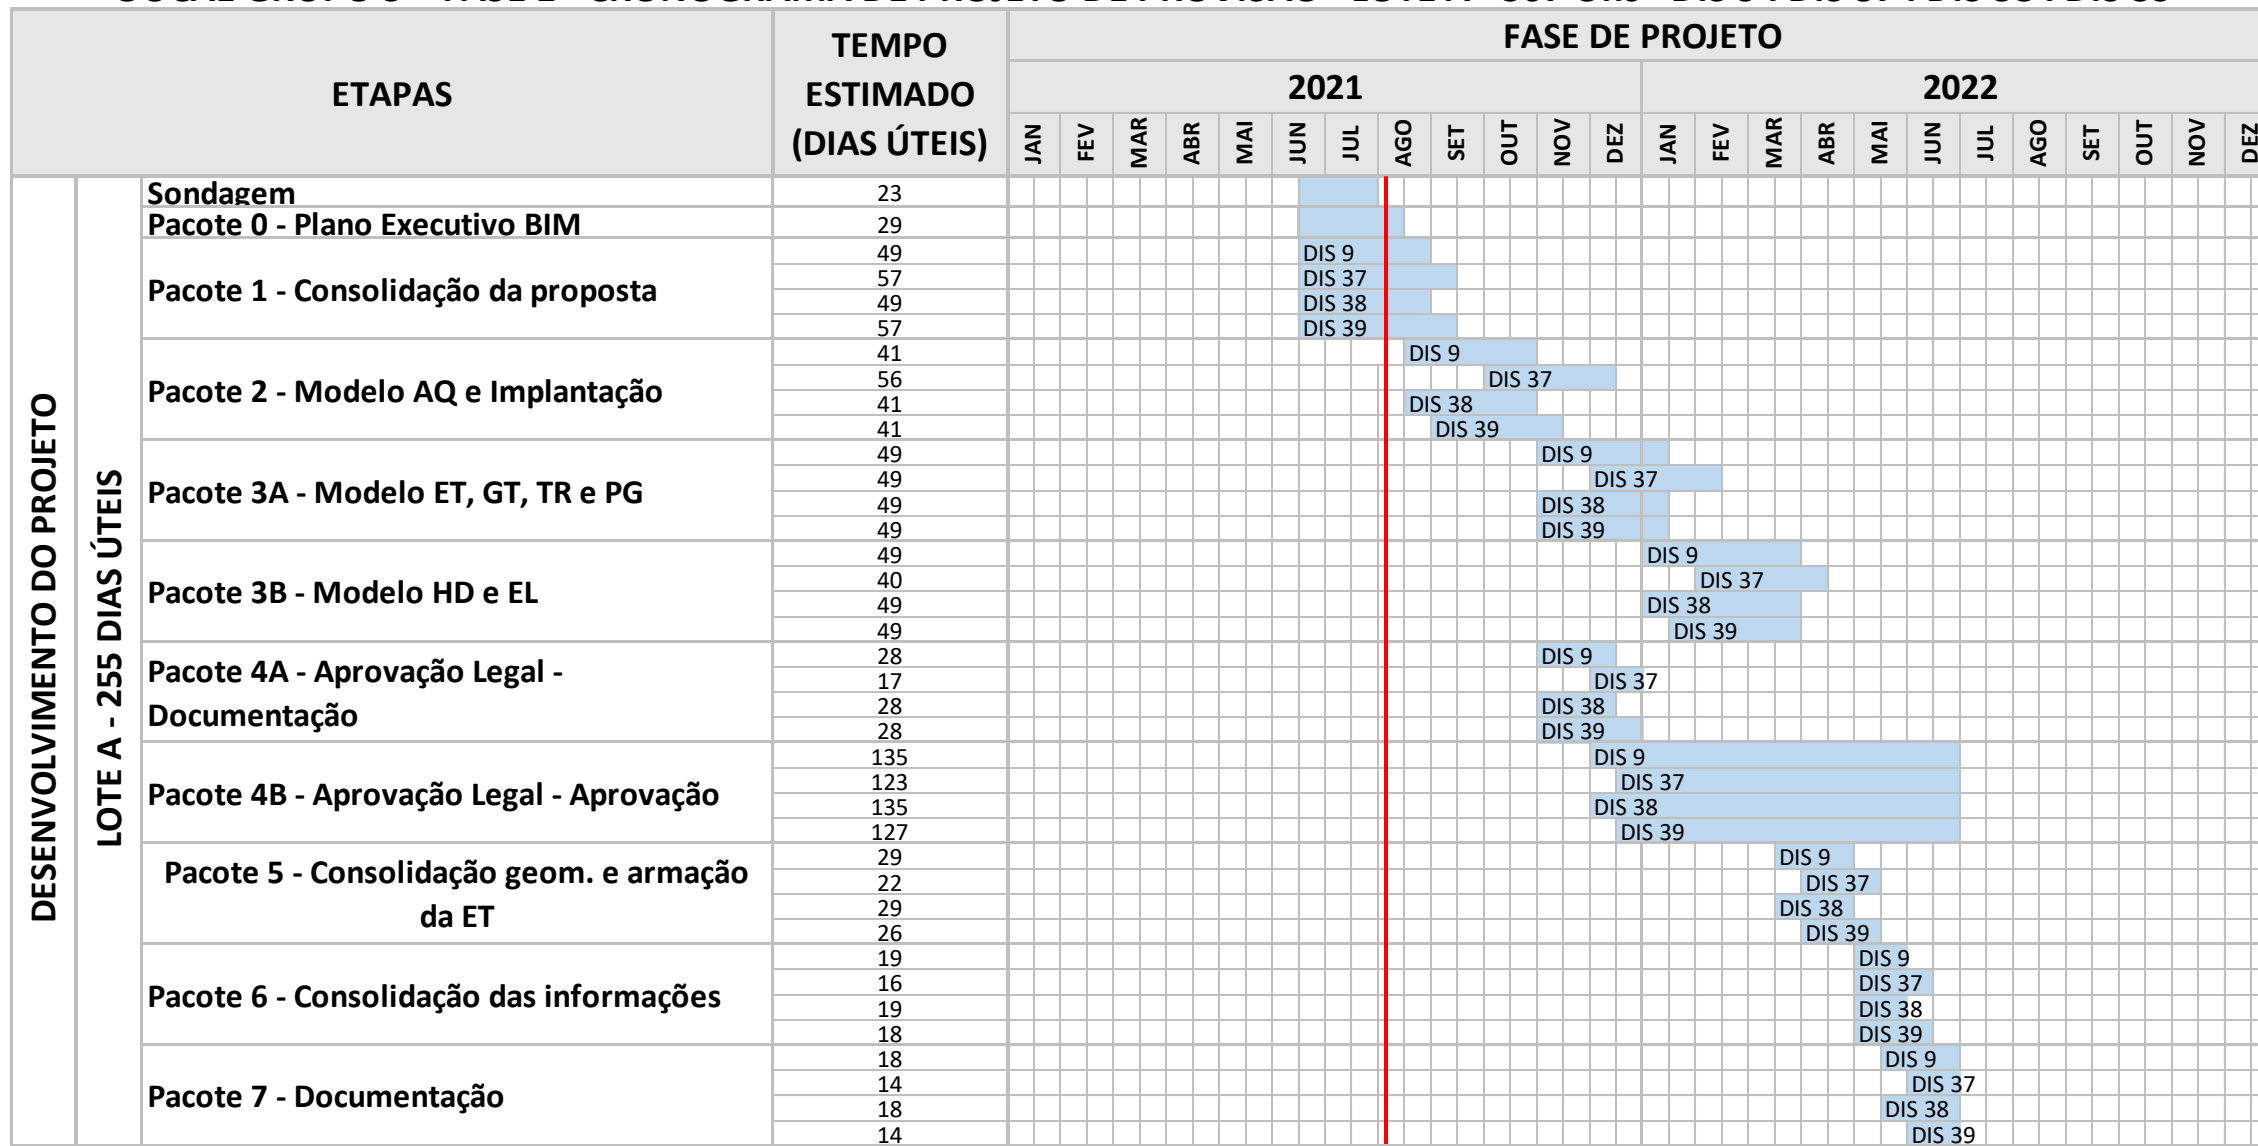 FASE DE PROJETO
ETAPAS
TEMPO
ESTIMADO
(DIAS ÚTEIS)
2021
2022
JAN FEV MAR ABR MAI JUN JUL AGO SET OUT NOV DEZ JAN FEV MAR ABR MAI JUN JUL AGO SET OUT NOV DEZ
DESENVOLVIMENTO DO PROJETO
LOTE A - 255 DIAS ÚTEIS
Sondagem 23
Pacote 0 - Plano Executivo BIM 29
Pacote 1 - Consolidação da proposta
49 DIS 9
57 DIS 37
49 DIS 38
57 DIS 39
Pacote 2 - Modelo AQ e Implantação
41 DIS 9
56 DIS 37
41 DIS 38
41 DIS 39
Pacote 3A - Modelo ET, GT, TR e PG
49 DIS 9
49 DIS 37
49 DIS 38
49 DIS 39
Pacote 3B - Modelo HD e EL
49 DIS 9
40 DIS 37
49 DIS 38
49 DIS 39
Pacote 4A - Aprovação Legal -
Documentação
28 DIS 9
17 DIS 37
28 DIS 38
28 DIS 39
Pacote 4B - Aprovação Legal - Aprovação
135 DIS 9
123 DIS 37
135 DIS 38
127 DIS 39
Pacote 5 - Consolidação geom. e armação
da ET
29 DIS 9
22 DIS 37
29 DIS 38
26 DIS 39
Pacote 6 - Consolidação das informações
19 DIS 9
16 DIS 37
19 DIS 38
18 DIS 39
Pacote 7 - Documentação
18 DIS 9
14 DIS 37
18 DIS 38
14 DIS 39